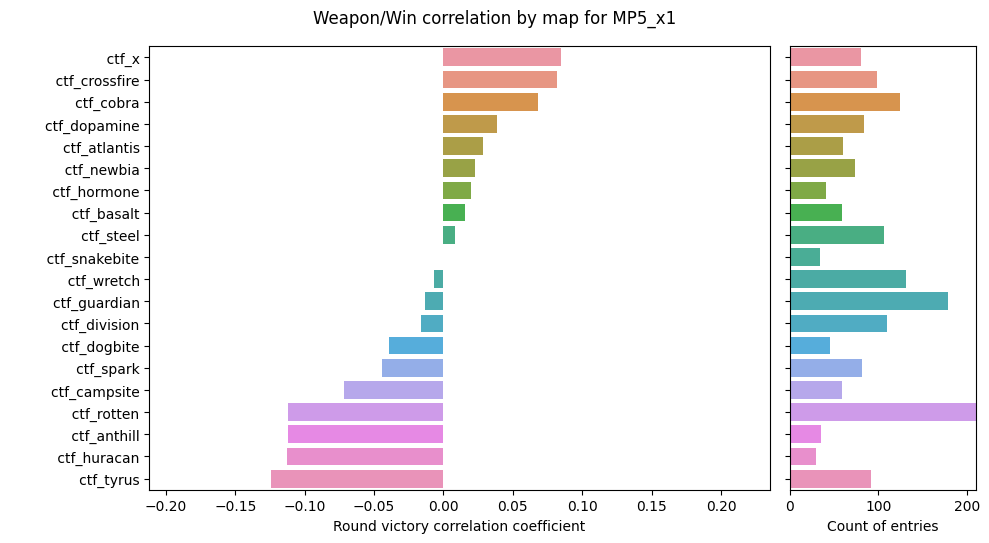 Weapon/Win correlation by map for MP5_x1
ctf_x
ctf_crossfire
ctf_cobra
ctf_dopamine
ctf_atlantis
ctf_newbia
ctf_hormone
ctf_basalt
ctf_steel
ctf_snakebite
ctf_wretch
ctf_guardian
ctf_division
ctf_dogbite
ctf_spark
ctf_campsite
ctf_rotten
ctf_anthill
ctf_huracan
ctf_tyrus
−0.20 −0.15 −0.10 −0.05 0.00 0.05 0.10 0.15 0.20
Round victory correlation coefficient
0 100 200
Count of entries